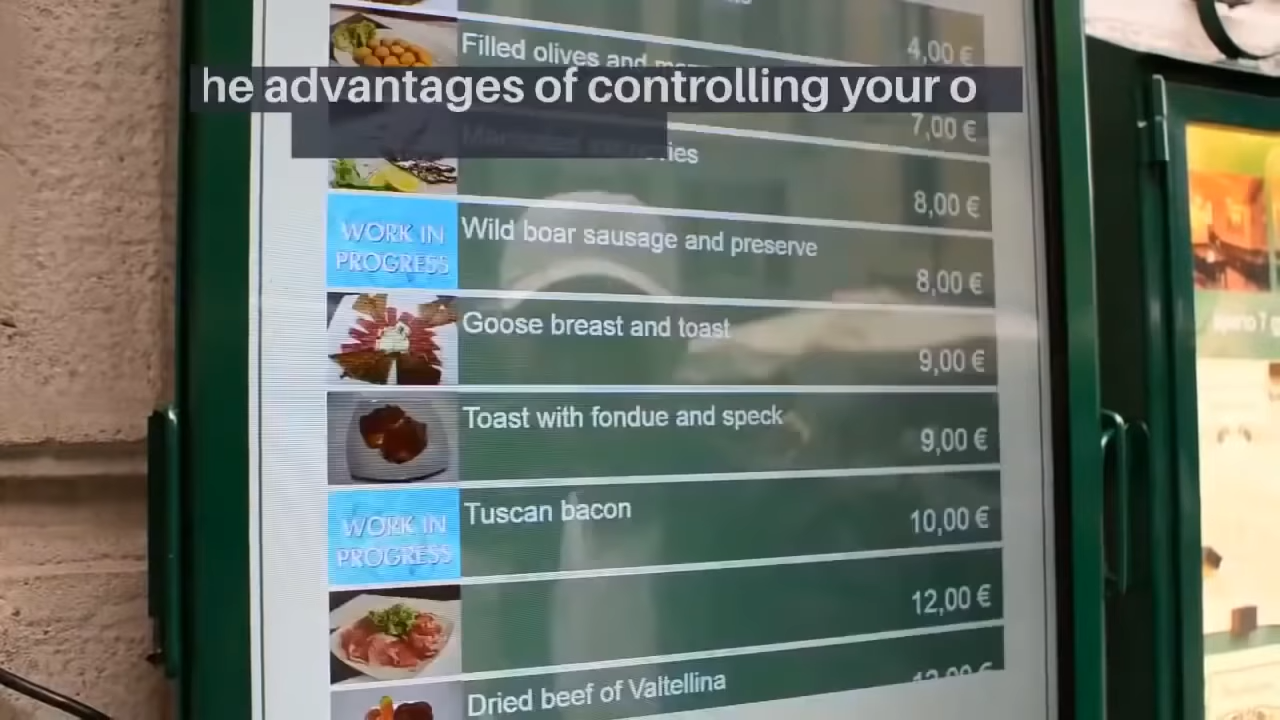 Filled olives and
4,00 €
he advantages of controlling your o
7,00 €
8,00 €
WORK IN
PROGRESS
Wild boar sausage and preserve
8,00 €
Goose breast and toast
9,00 €
Toast with fondue and speck
9,00 €
WORK IN
PROGRESS
Tuscan bacon
10,00 €
12,00 €
Dried beef of Valtellina